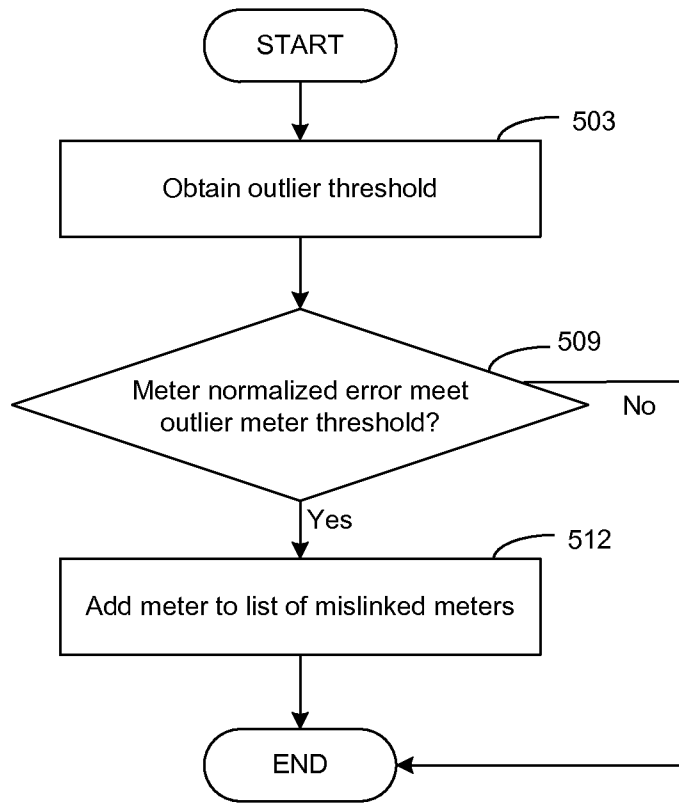 START
503
Obtain outlier threshold
509
Meter normalized error meet
outlier meter threshold?
No
Yes
512
Add meter to list of mislinked meters
END